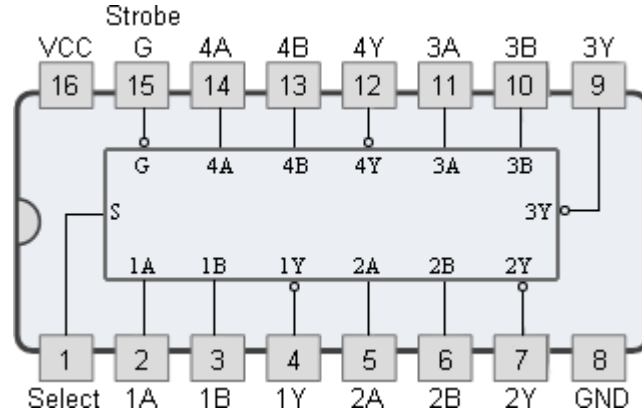 Strobe
VCC G 4A 4B 4Y 3A 3B 3Y
16 15 14 13 12 11 10 9
G 4A 4B 4Y 3A 3B
S 3Y
1A 1B 1Y 2A 2B 2Y
1 2 3 4 5 6 7 8
Select 1A 1B 1Y 2A 2B 2Y GND